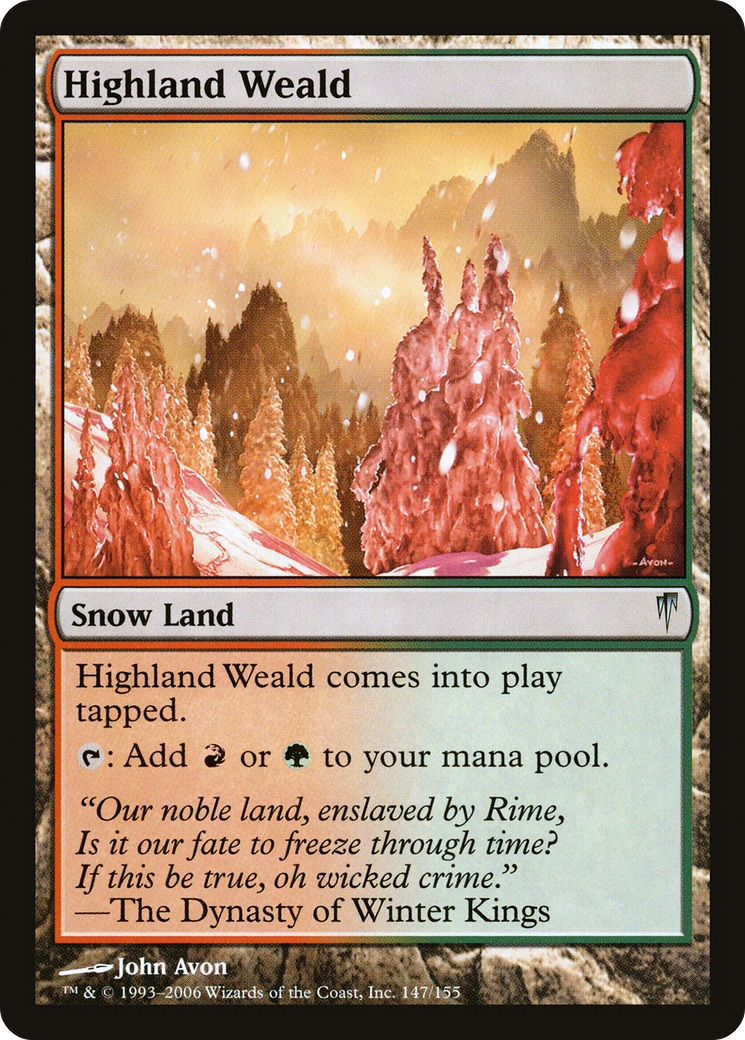 Highland Weald
-AVON-
Snow Land
Highland Weald comes into play
tapped.
: Add or to your mana pool.
“Our noble land, enslaved by Rime,
Is it our fate to freeze through time?
If this be true, oh wicked crime.”
—The Dynasty of Winter Kings
John Avon
™ & © 1993–2006 Wizards of the Coast, Inc. 147/155